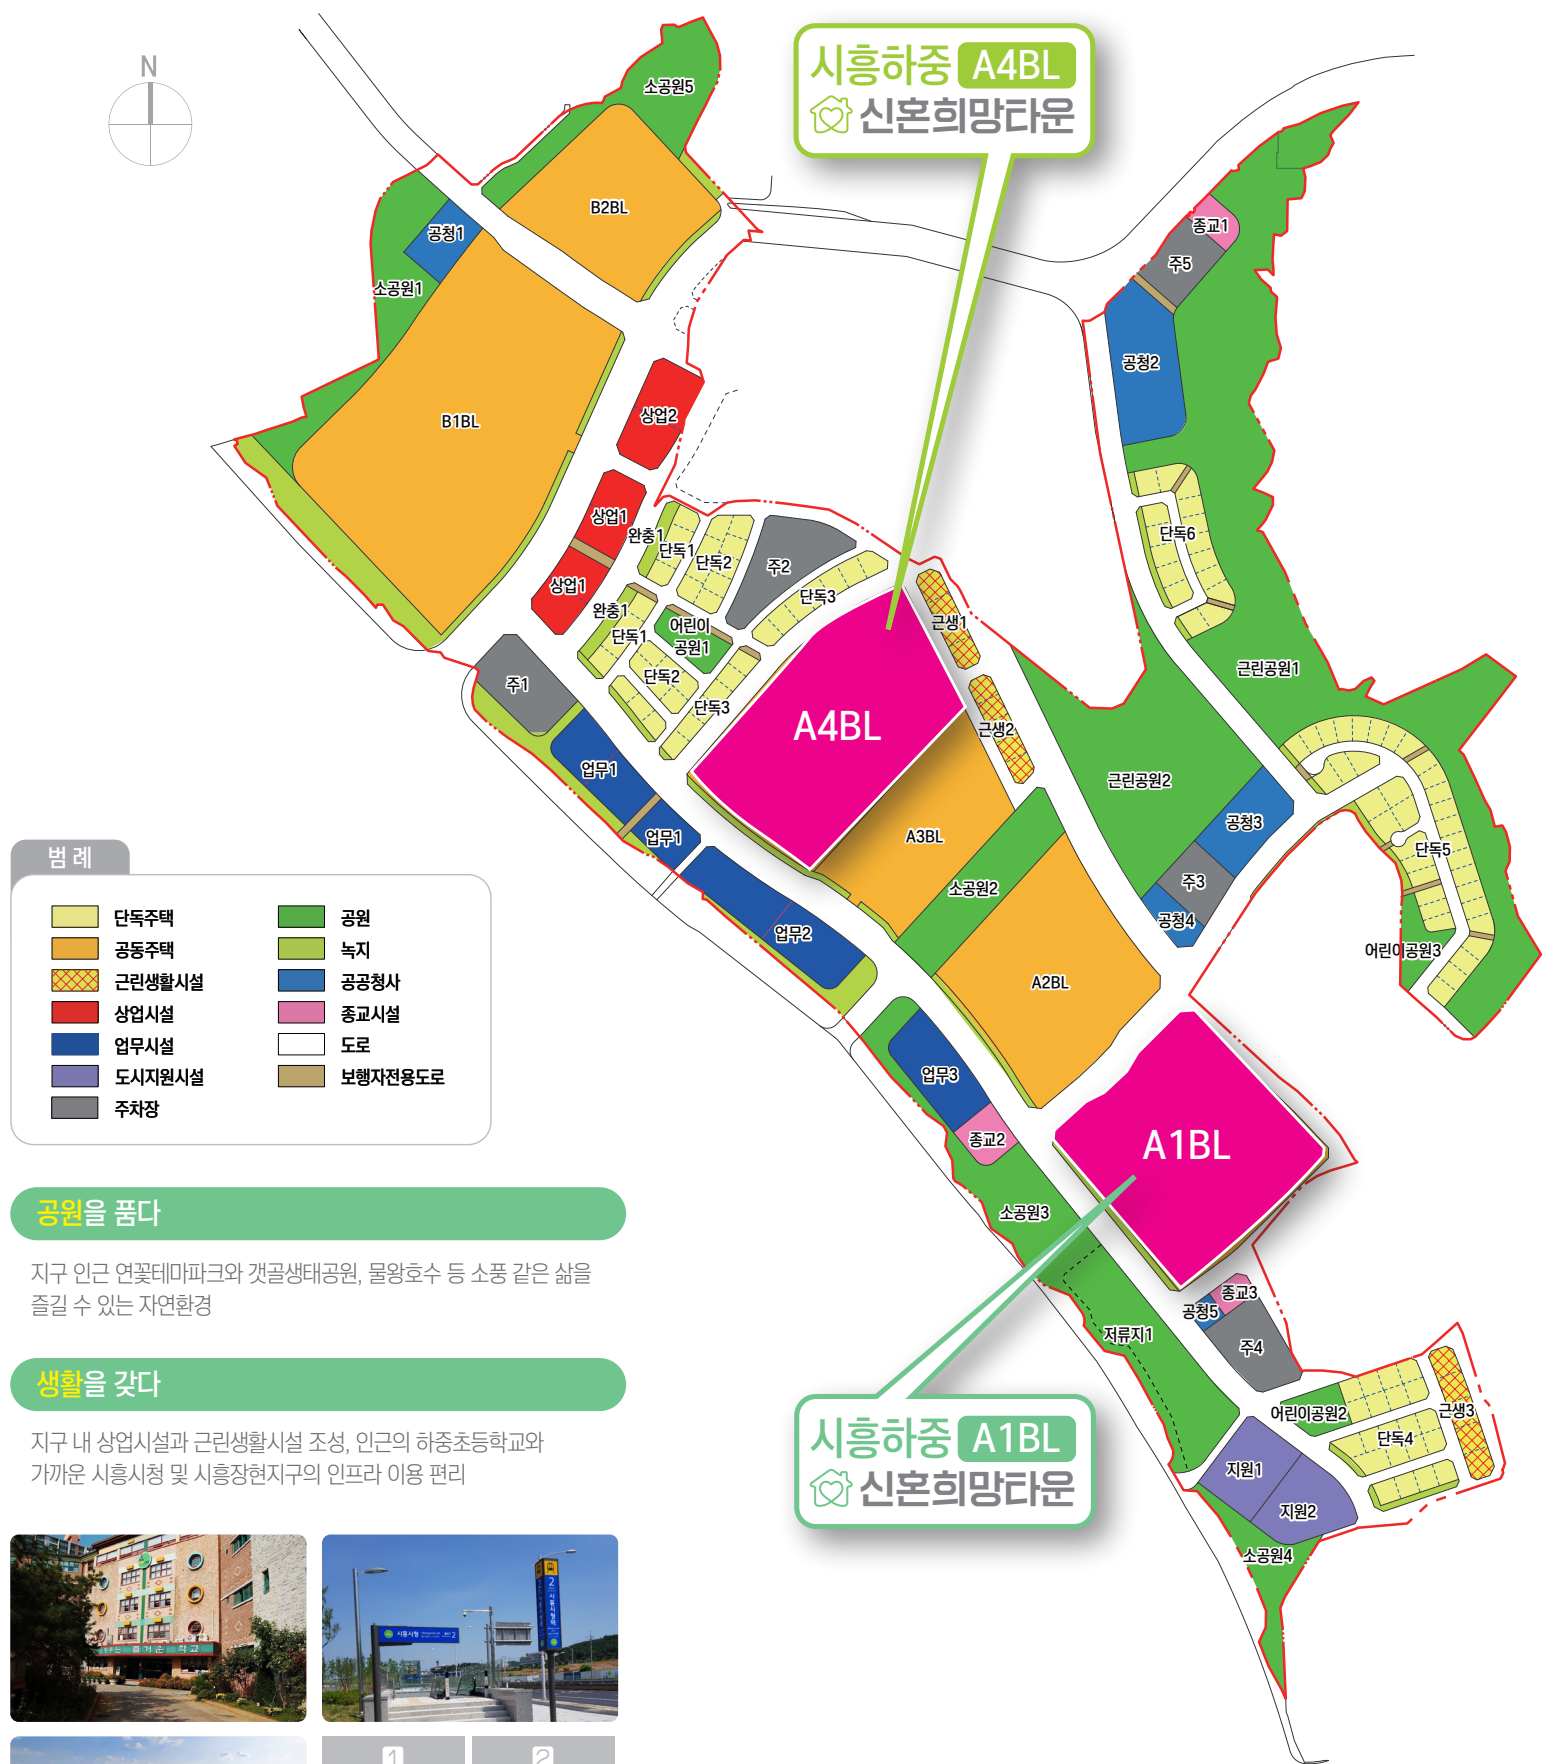 N
시흥하중 A4BL
신혼희망타운
소공원5
B2BL
공청1
소공원1
B1BL
종교1
주5
공청2
상업2
상업1
상업1
완충1
단독1
단독2
주2
단독3
완충1
단독1
어린이
공원1
단독2
단독3
근생1
근생2
단독6
근린공원1
주1
업무1
업무1
업무2
A4BL
A3BL
소공원2
A2BL
근린공원2
공청3
주3
공청4
단독5
어린이공원3
범 례
단독주택
공동주택
근린생활시설
상업시설
업무시설
도시지원시설
주차장
공원
녹지
공공청사
종교시설
도로
보행자전용도로
업무3
종교2
소공원3
A1BL
종교3
공청5
주4
저류지1
어린이공원2
근생3
단독4
지원1
지원2
소공원4
시흥하중 A1BL
신혼희망타운
공원을 품다
지구 인근 연꽃테마파크와 갯골생태공원, 물왕호수 등 소풍 같은 삶을
즐길 수 있는 자연환경
생활을 갖다
지구 내 상업시설과 근린생활시설 조성, 인근의 하중초등학교와
가까운 시흥시청 및 시흥장현지구의 인프라 이용 편리
시흥시청
2
2
시흥시청역
1
2